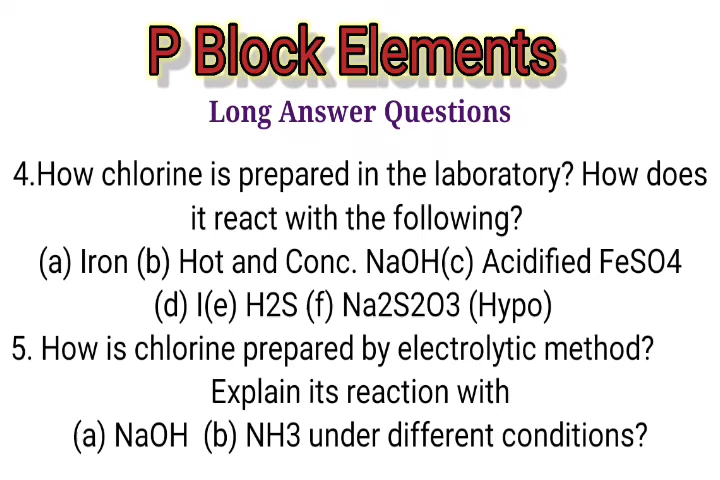 P Block Elements
Long Answer Questions
4.How chlorine is prepared in the laboratory? How does
it react with the following?
(a) Iron (b) Hot and Conc. NaOH(c) Acidified FeSO4
(d) I(e) H2S (f) Na2S2O3 (Hypo)
5. How is chlorine prepared by electrolytic method?
Explain its reaction with
(a) NaOH (b) NH3 under different conditions?